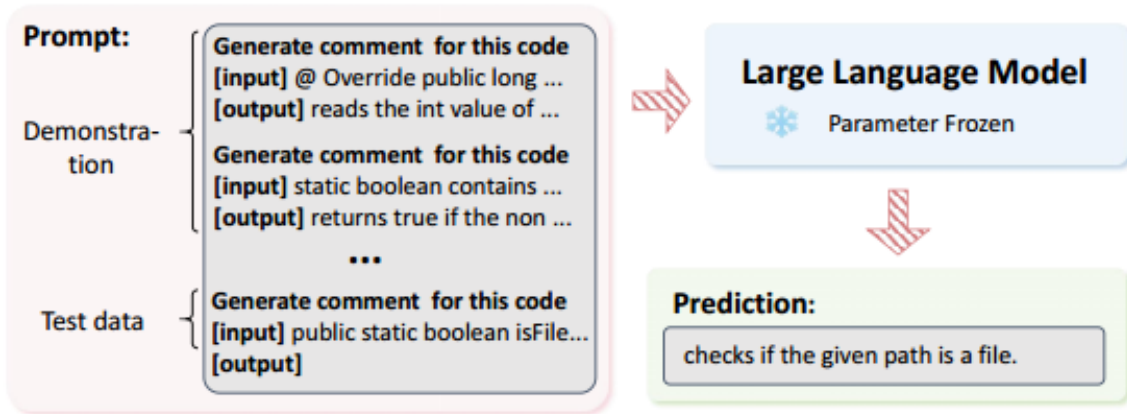 Prompt:
Demonstra-
tion
Generate comment for this code
[input] @ Override public long ...
[output] reads the int value of ...
Generate comment for this code
[input] static boolean contains ...
[output] returns true if the non ...
...
Test data
Generate comment for this code
[input] public static boolean isFile...
[output]
Large Language Model
Parameter Frozen
Prediction:
checks if the given path is a file.